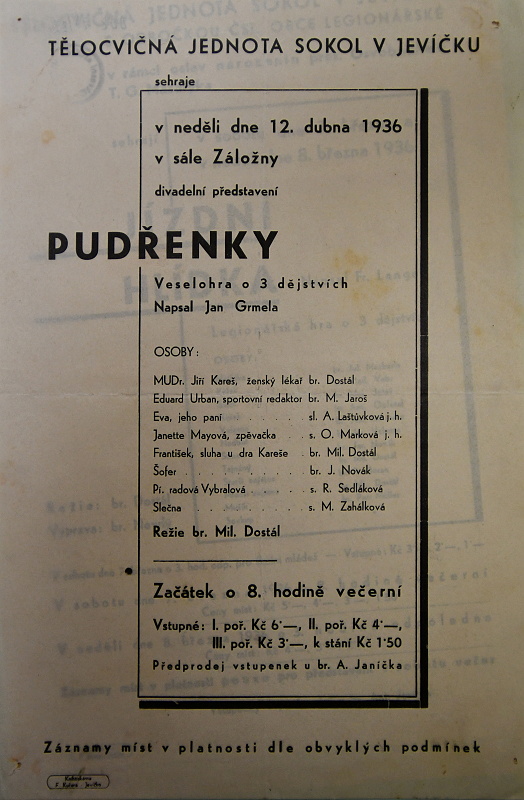 TĚLOCVIČNÁ JEDNOTA SOKOL V JEVÍČKU
sehraje
v neděli dne 12. dubna 1936
v sále Záložny
divadelní představení
PUDŘENKY
Veselohra o 3 dějstvích
Napsal Jan Grmela
OSOBY:
MUDr. Jiří Kareš, ženský lékař br. Dostál
Eduard Urban, sportovní redaktor br. M. Jaroš
Eva, jeho paní . . . . sl. A. Laštůvková j. h.
Janette Mayová, zpěvačka . . s. O. Marková j. h.
František, sluha u dra Kareše . br. Mil. Dostál
Šofer . . . . . . . . br. J. Novák
Pí. radová Vybralová . . . . s. R. Sedláková
Slečna . . . . . . . s. M. Zahálková
Režie br. Mil. Dostál
Začátek o 8. hodině večerní
Vstupné: I. poř. Kč 6·—, II. poř. Kč 4·—,
III. poř. Kč 3·—, k stání Kč 1·50
Předprodej vstupenek u br. A. Janíčka
Záznamy míst v platnosti dle obvyklých podmínek